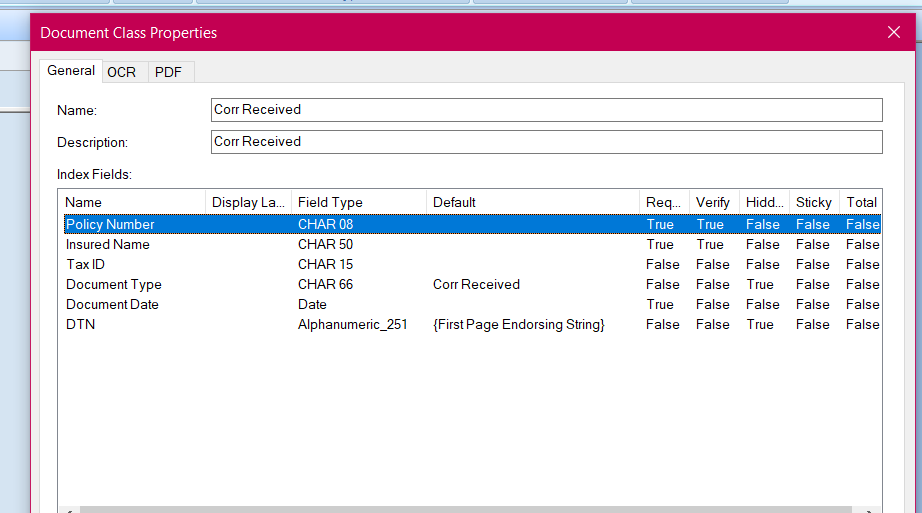 Document Class Properties
General OCR PDF
Name: Corr Received
Description: Corr Received
Index Fields:
Name Display La... Field Type Default Req... Verify Hidd... Sticky Total
Policy Number CHAR 08 True True False False False
Insured Name CHAR 50 True True False False False
Tax ID CHAR 15 False False False False False
Document Type CHAR 66 Corr Received False False True False False
Document Date Date True False False False False
DTN Alphanumeric_251 {First Page Endorsing String} False False True False False